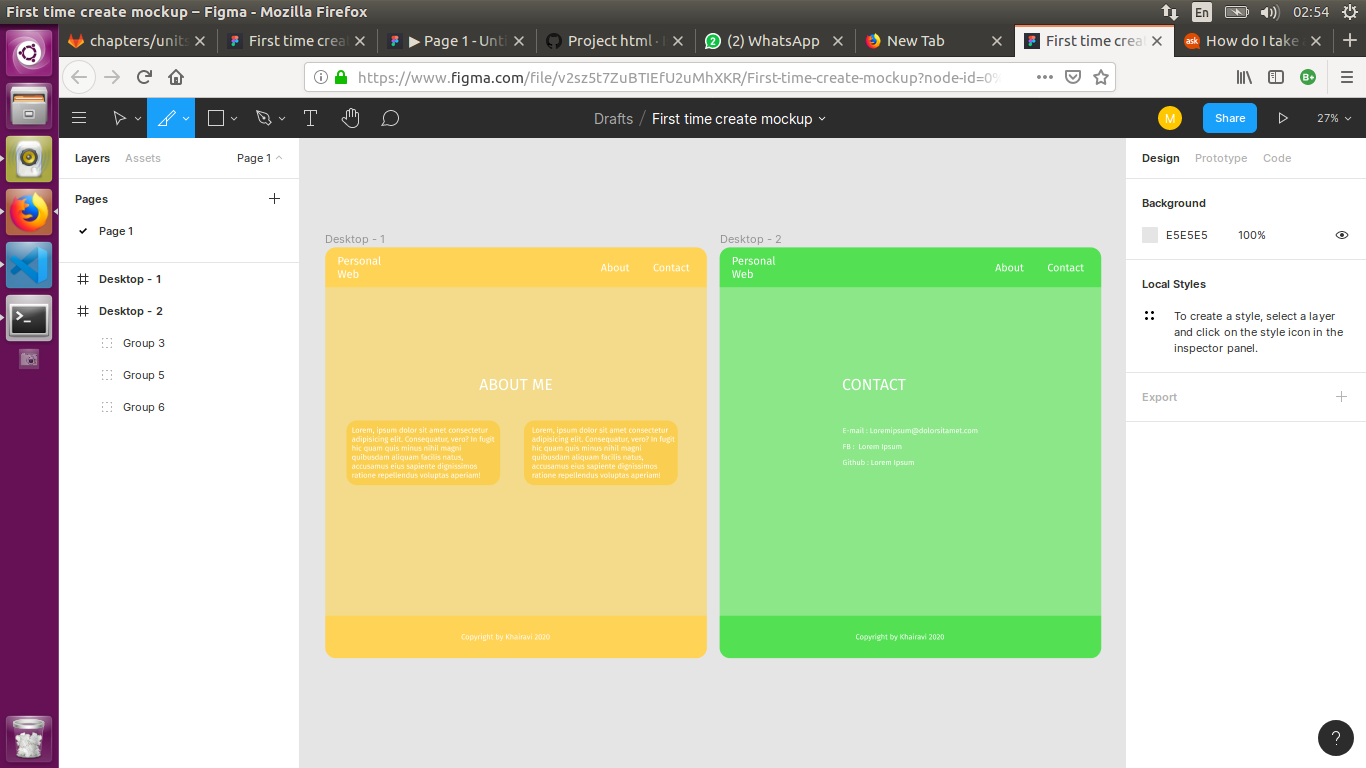 First time create mockup – Figma - Mozilla Firefox
En
02:54
chapters/units
First time crea
▶ Page 1 - Unti
Project html ·
(2) WhatsApp
New Tab
First time crea
How do I take
https://www.figma.com/file/v2sz5t7ZuBTIEfU2uMhXKR/First-time-create-mockup?node-id=0%
B+
Drafts / First time create mockup
M
Share
27%
Layers
Assets
Page 1
Pages
Page 1
Desktop - 1
Desktop - 2
Group 3
Group 5
Group 6
Desktop - 1
Personal
Web
About
Contact
ABOUT ME
Lorem, ipsum dolor sit amet consectetur
adipisicing elit. Consequatur, vero? In fugit
hic quam quis minus nihil magni
quibusdam aliquam facilis natus,
accusamus eius sapiente dignissimos
ratione repellendus voluptas aperiam!
Lorem, ipsum dolor sit amet consectetur
adipisicing elit. Consequatur, vero? In fugit
hic quam quis minus nihil magni
quibusdam aliquam facilis natus,
accusamus eius sapiente dignissimos
ratione repellendus voluptas aperiam!
Copyright by Khairavi 2020
Desktop - 2
Personal
Web
About
Contact
CONTACT
E-mail : Loremipsum@dolorsitamet.com
FB : Lorem Ipsum
Github : Lorem Ipsum
Copyright by Khairavi 2020
Design
Prototype
Code
Background
E5E5E5
100%
Local Styles
To create a style, select a layer
and click on the style icon in the
inspector panel.
Export
?